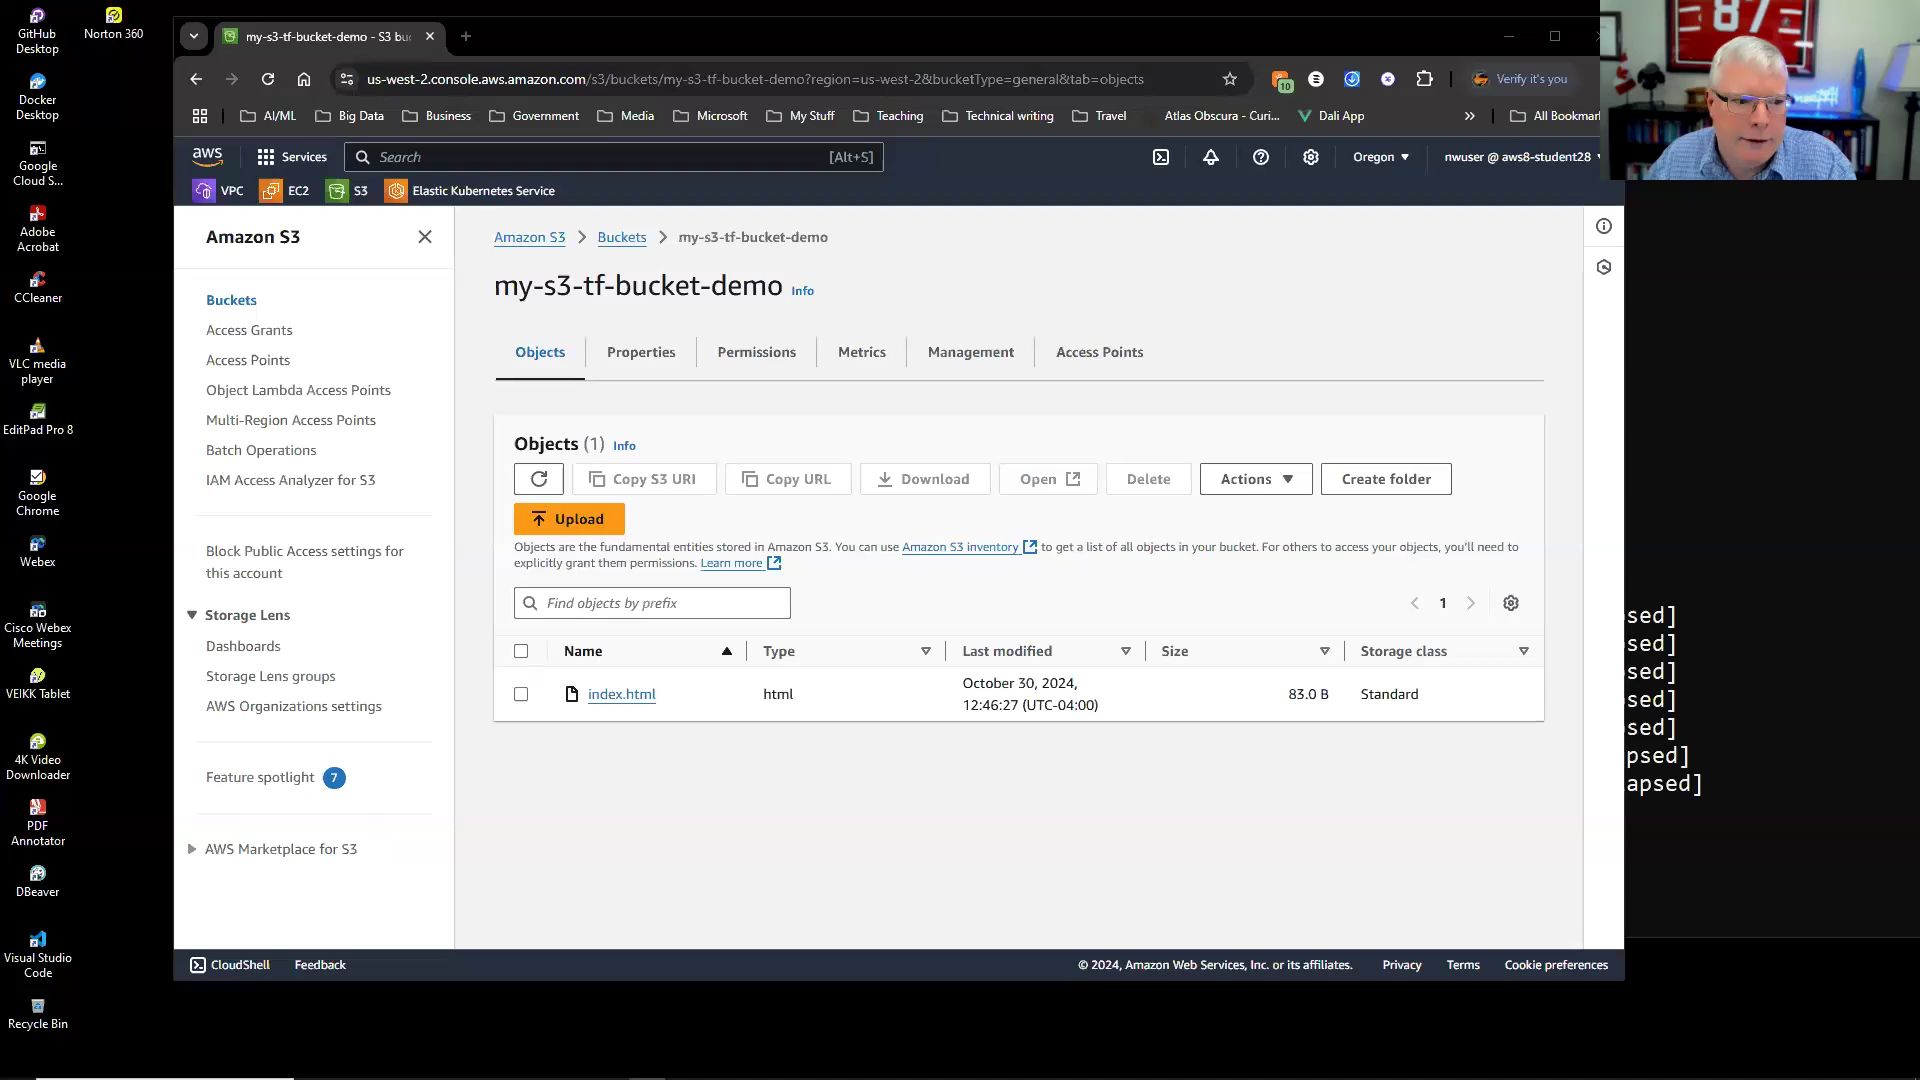 GitHub
Desktop
Norton 360
Docker
Desktop
Google
Cloud S...
Adobe
Acrobat
CCleaner
VLC media
player
EditPad Pro 8
Google
Chrome
Webex
Cisco Webex
Meetings
VEIKK Tablet
4K Video
Downloader
PDF
Annotator
DBeaver
Visual Studio
Code
Recycle Bin
my-s3-tf-bucket-demo - S3 bu
us-west-2.console.aws.amazon.com/s3/buckets/my-s3-tf-bucket-demo?region=us-west-2&bucketType=general&tab=objects
10
Verify it's you
AI/ML
Big Data
Business
Government
Media
Microsoft
My Stuff
Teaching
Technical writing
Travel
Atlas Obscura - Curi...
Dali App
All Bookmar
aws
Services
Search
[Alt+S]
Oregon
nwuser @ aws8-student28
VPC
EC2
S3
Elastic Kubernetes Service
Amazon S3
Buckets
Access Grants
Access Points
Object Lambda Access Points
Multi-Region Access Points
Batch Operations
IAM Access Analyzer for S3
Block Public Access settings for
this account
Storage Lens
Dashboards
Storage Lens groups
AWS Organizations settings
Feature spotlight 7
AWS Marketplace for S3
Amazon S3 > Buckets > my-s3-tf-bucket-demo
my-s3-tf-bucket-demo Info
Objects
Properties
Permissions
Metrics
Management
Access Points
Objects (1) Info
Copy S3 URI
Copy URL
Download
Open
Delete
Actions
Create folder
Upload
Objects are the fundamental entities stored in Amazon S3. You can use Amazon S3 inventory to get a list of all objects in your bucket. For others to access your objects, you'll need to
explicitly grant them permissions. Learn more
Find objects by prefix
1
Name Type Last modified Size Storage class
index.html html October 30, 2024,
12:46:27 (UTC-04:00) 83.0 B Standard
CloudShell
Feedback
© 2024, Amazon Web Services, Inc. or its affiliates.
Privacy
Terms
Cookie preferences
87
sed]
sed]
sed]
sed]
sed]
psed]
apsed]